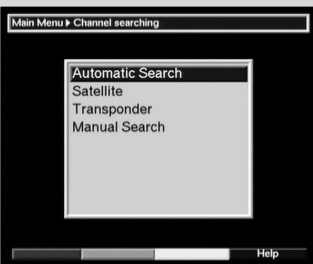 Main Menu ▶ Channel searching
Automatic Search
Satellite
Transponder
Manual Search
Help